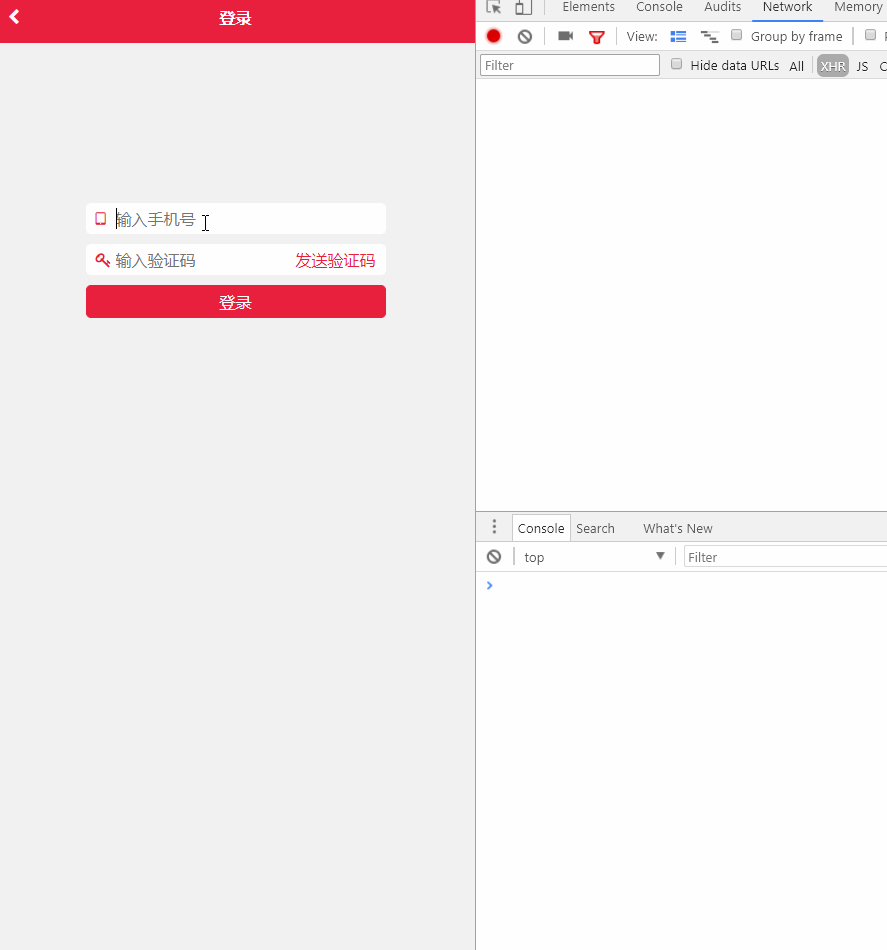 登录
输入手机号
输入验证码 发送验证码
登录
Elements Console Audits Network Memory
View: Group by frame
Filter Hide data URLs All XHR JS
Console Search What's New
top Filter